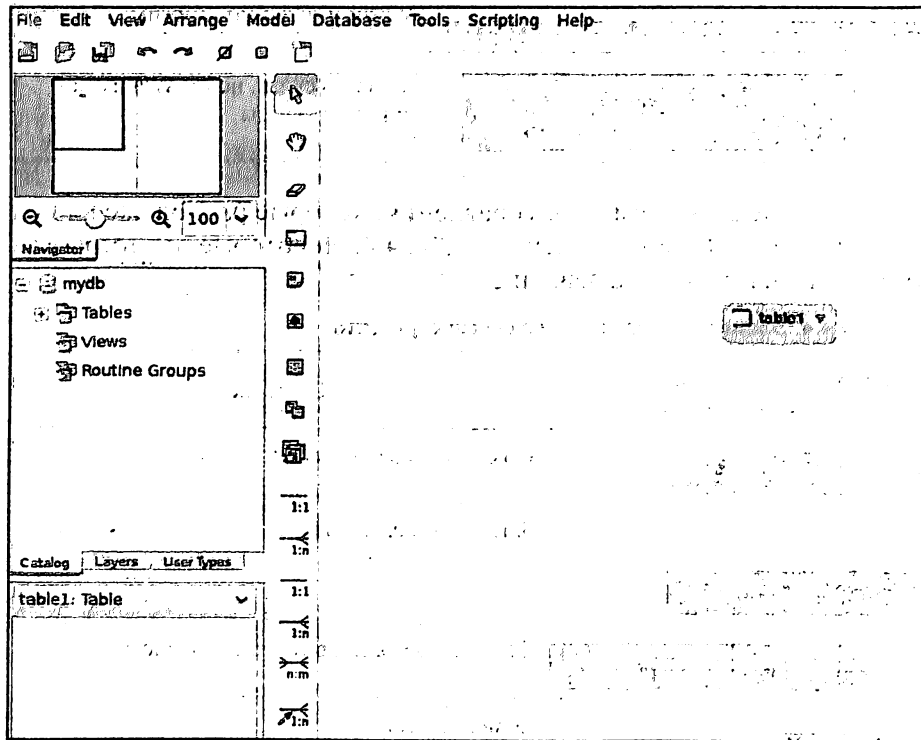 File Edit View Arrange Model Database Tools Scripting Help
100
Navigator
mydb
Tables
Views
Routine Groups
table1
1:1
1:n
Catalog Layers User Types
1:1
table1: Table
1:n
n:m
1:n